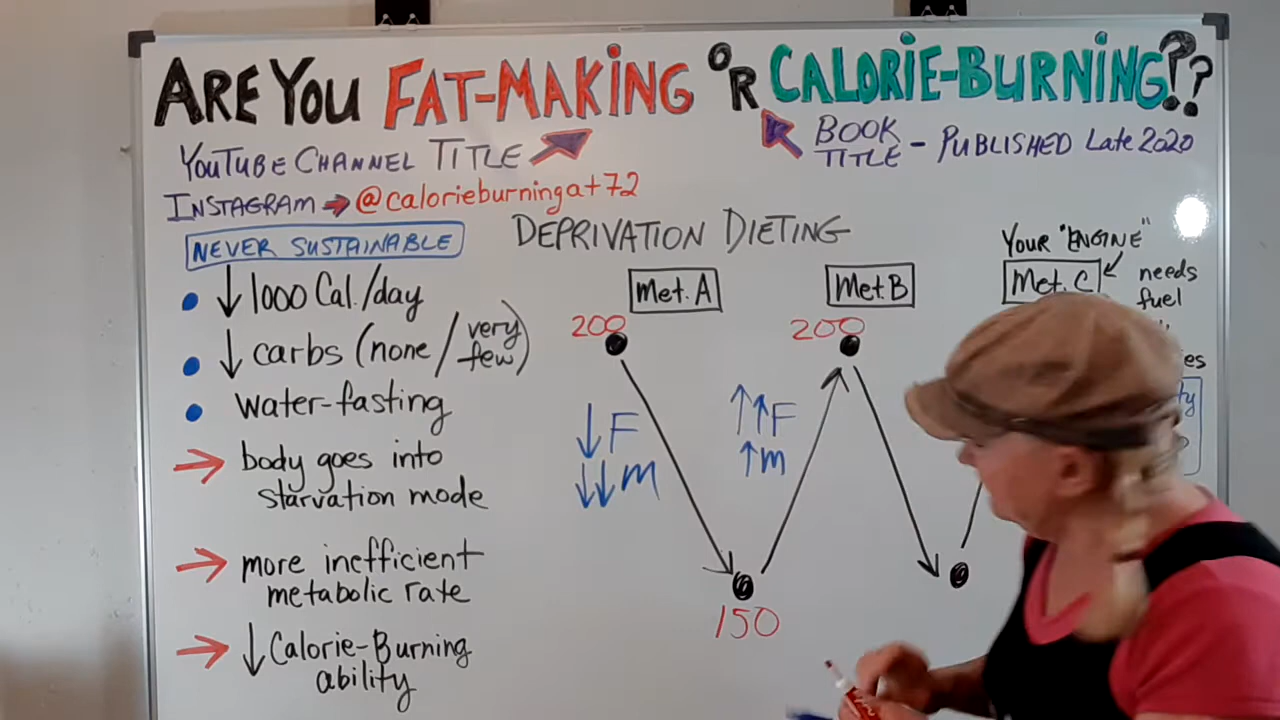 ARE YOU FAT-MAKING OR CALORIE-BURNING??
YOUTUBE CHANNEL TITLE
BOOK TITLE - PUBLISHED Late 2020
INSTAGRAM → @calorieburningat72
DEPRIVATION DIETING
NEVER SUSTAINABLE
↓ 1000 Cal./day
↓ carbs (none/very few)
water-fasting
→ body goes into
starvation mode
→ more inefficient
metabolic rate
→ ↓ Calorie-Burning
ability
Met. A
200
↓ F
↓↓ m
150
Met. B
200
↑↑ F
↑ m
YOUR "ENGINE"
Met. C
needs
fuel